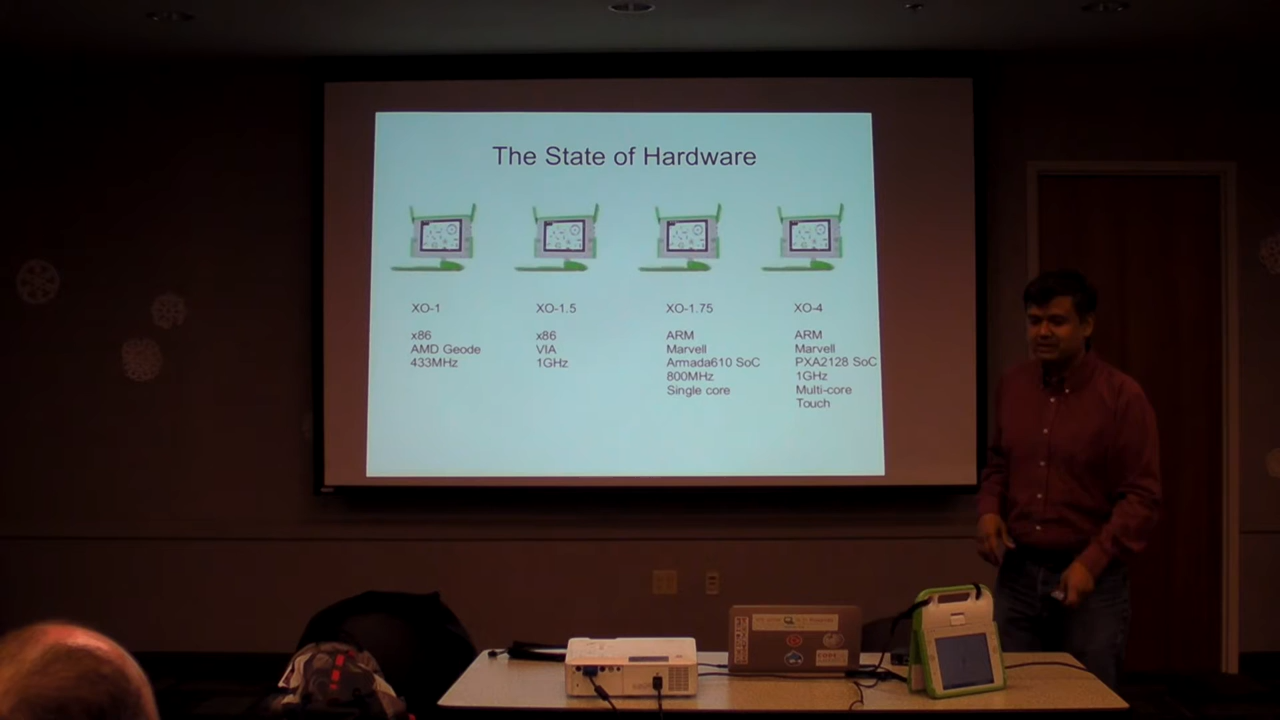 The State of Hardware
XO-1
x86
AMD Geode
433MHz
XO-1.5
x86
VIA
1GHz
XO-1.75
ARM
Marvell
Armada610 SoC
800MHz
Single core
XO-4
ARM
Marvell
PXA2128 SoC
1GHz
Multi-core
Touch